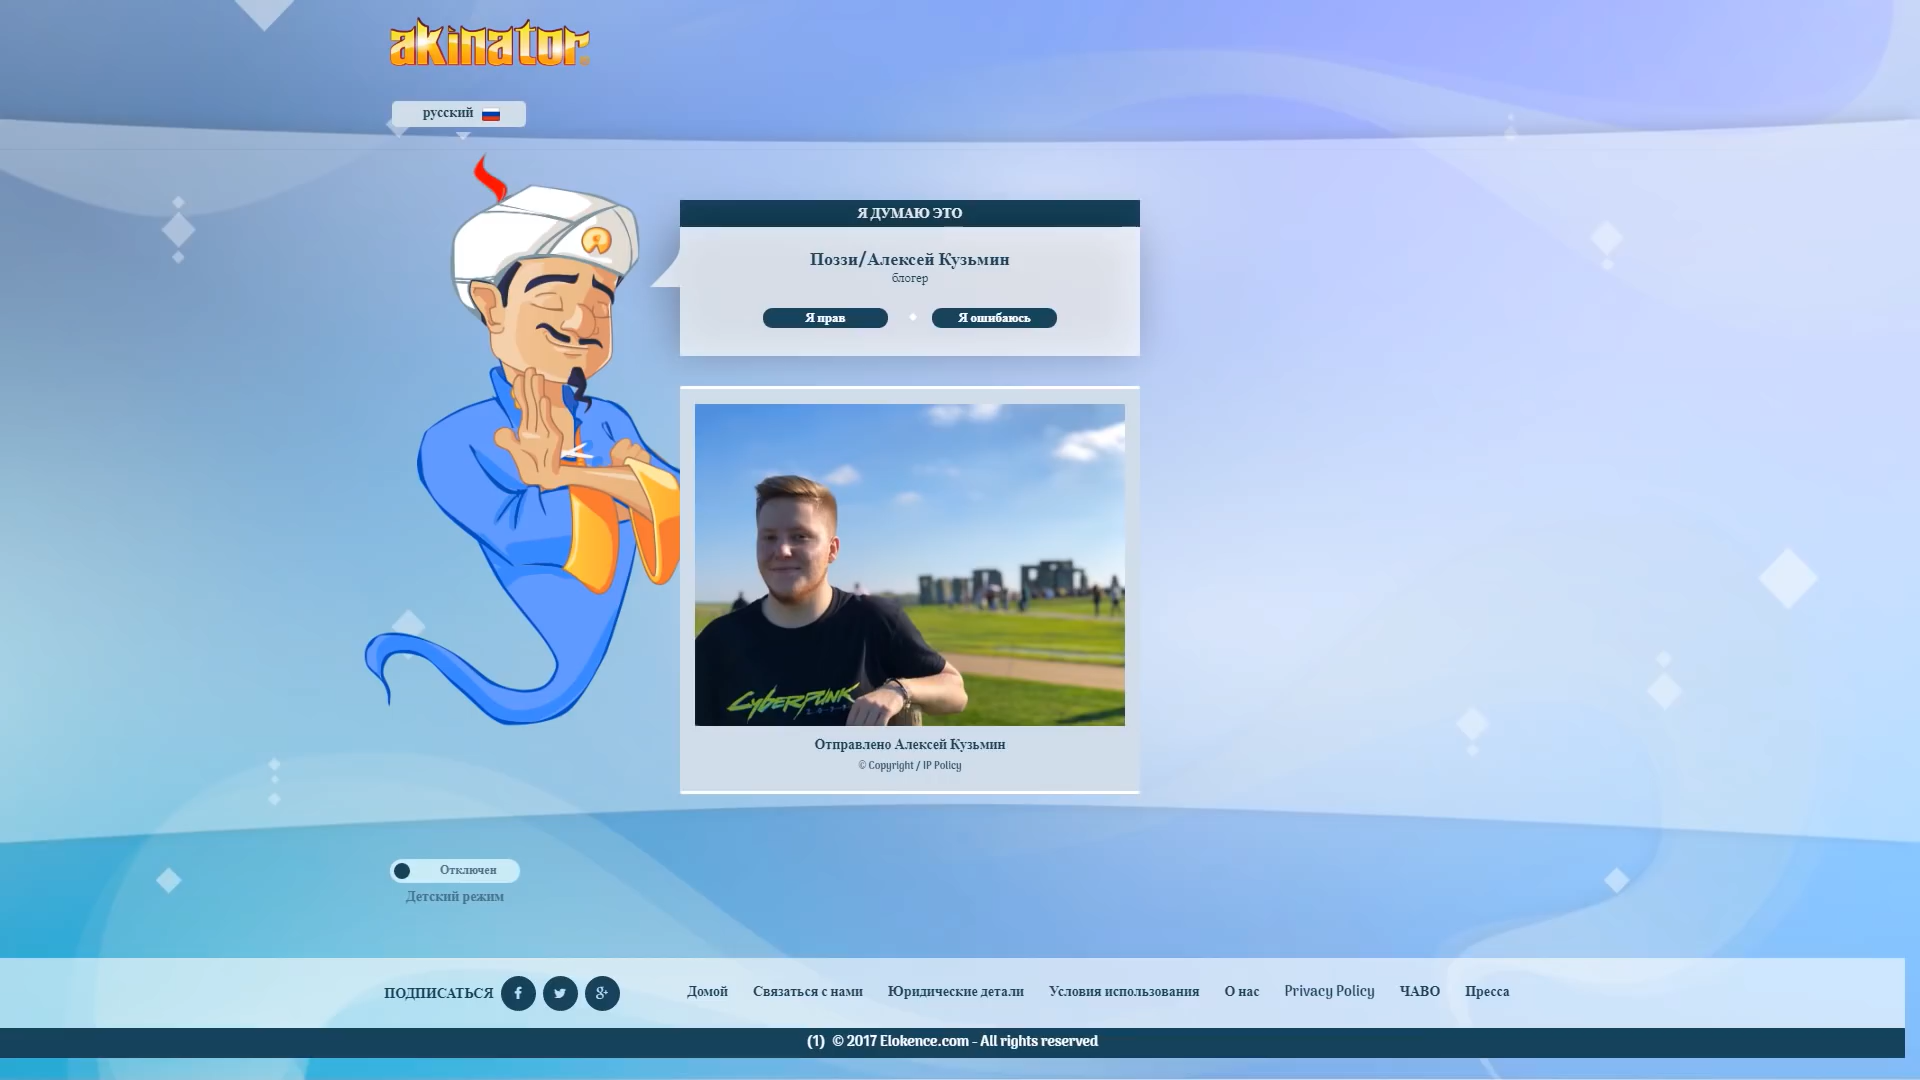 akinator
русский
Я ДУМАЮ ЭТО
Поззи/Алексей Кузьмин
блогер
Я прав
Я ошибаюсь
CYBERPUNK
2077
Отправлено Алексей Кузьмин
© Copyright / IP Policy
Отключен
Детский режим
ПОДПИСАТЬСЯ
Домой Связаться с нами Юридические детали Условия использования О нас Privacy Policy ЧАВО Пресса
(1) © 2017 Elokence.com - All rights reserved